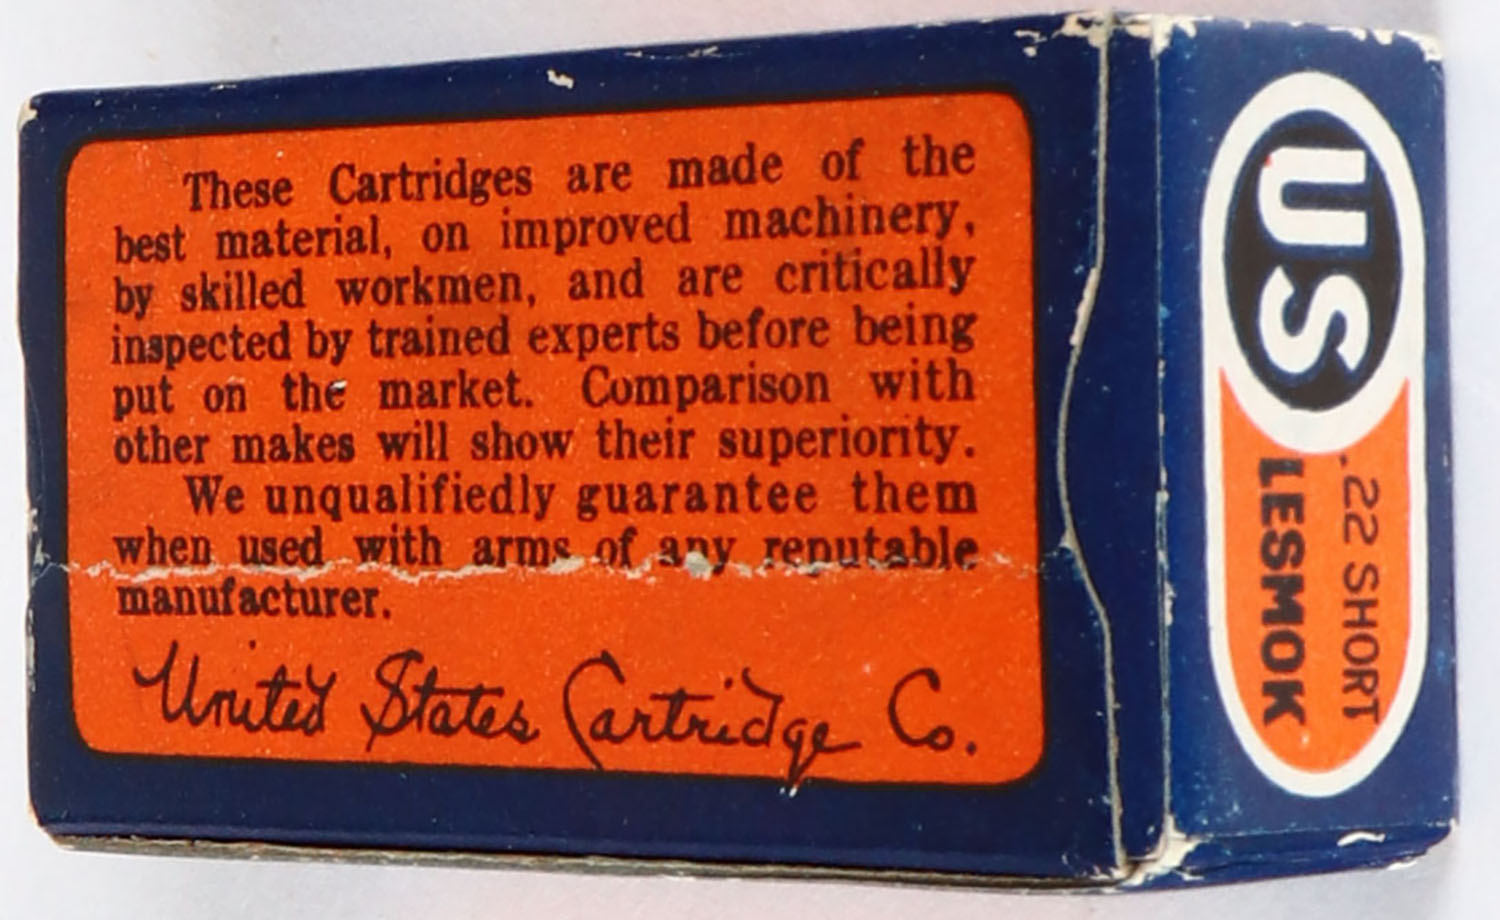 These Cartridges are made of the
best material, on improved machinery,
by skilled workmen, and are critically
inspected by trained experts before being
put on the market. Comparison with
other makes will show their superiority.
We unqualifiedly guarantee them
when used with arms of any reputable
manufacturer.
United States Cartridge Co.
US
.22 SHORT
LESMOK